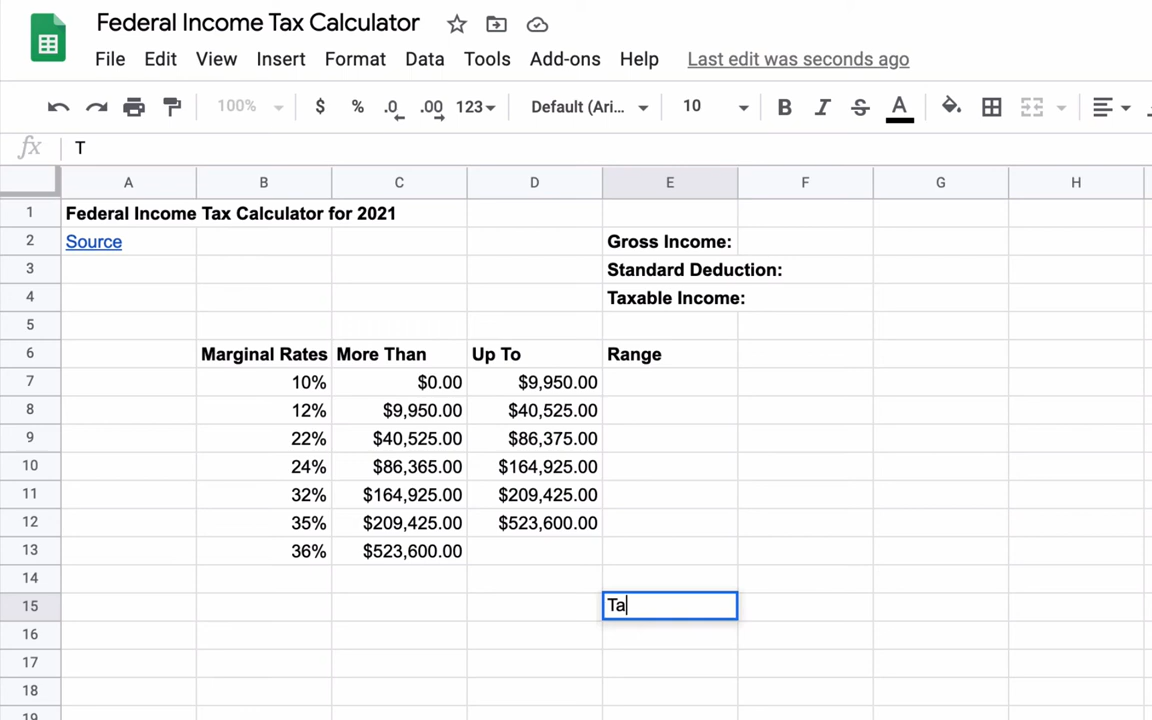 Federal Income Tax Calculator
File Edit View Insert Format Data Tools Add-ons Help Last edit was seconds ago
100% $ % .0 .00 123 Default (Ari... 10 B I S A
fx T
A B C D E F G H
1 Federal Income Tax Calculator for 2021
2 Source Gross Income:
3 Standard Deduction:
4 Taxable Income:
5
6 Marginal Rates More Than Up To Range
7 10% $0.00 $9,950.00
8 12% $9,950.00 $40,525.00
9 22% $40,525.00 $86,375.00
10 24% $86,365.00 $164,925.00
11 32% $164,925.00 $209,425.00
12 35% $209,425.00 $523,600.00
13 36% $523,600.00
14
15 Ta
16
17
18
19